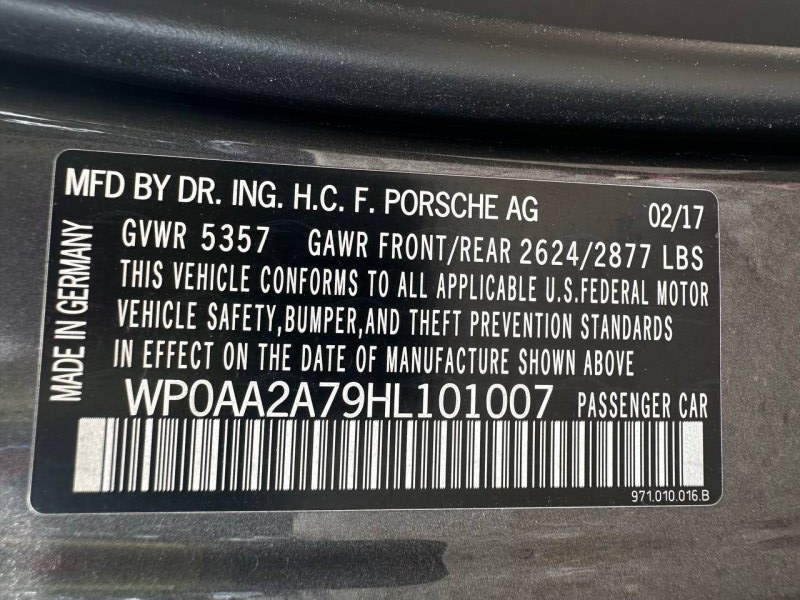 MFD BY DR. ING. H.C. F. PORSCHE AG 02/17
GVWR 5357 GAWR FRONT/REAR 2624/2877 LBS
THIS VEHICLE CONFORMS TO ALL APPLICABLE U.S.FEDERAL MOTOR
VEHICLE SAFETY,BUMPER,AND THEFT PREVENTION STANDARDS
IN EFFECT ON THE DATE OF MANUFACTURE SHOWN ABOVE
WP0AA2A79HL101007 PASSENGER CAR
971.010.016.B
MADE IN GERMANY